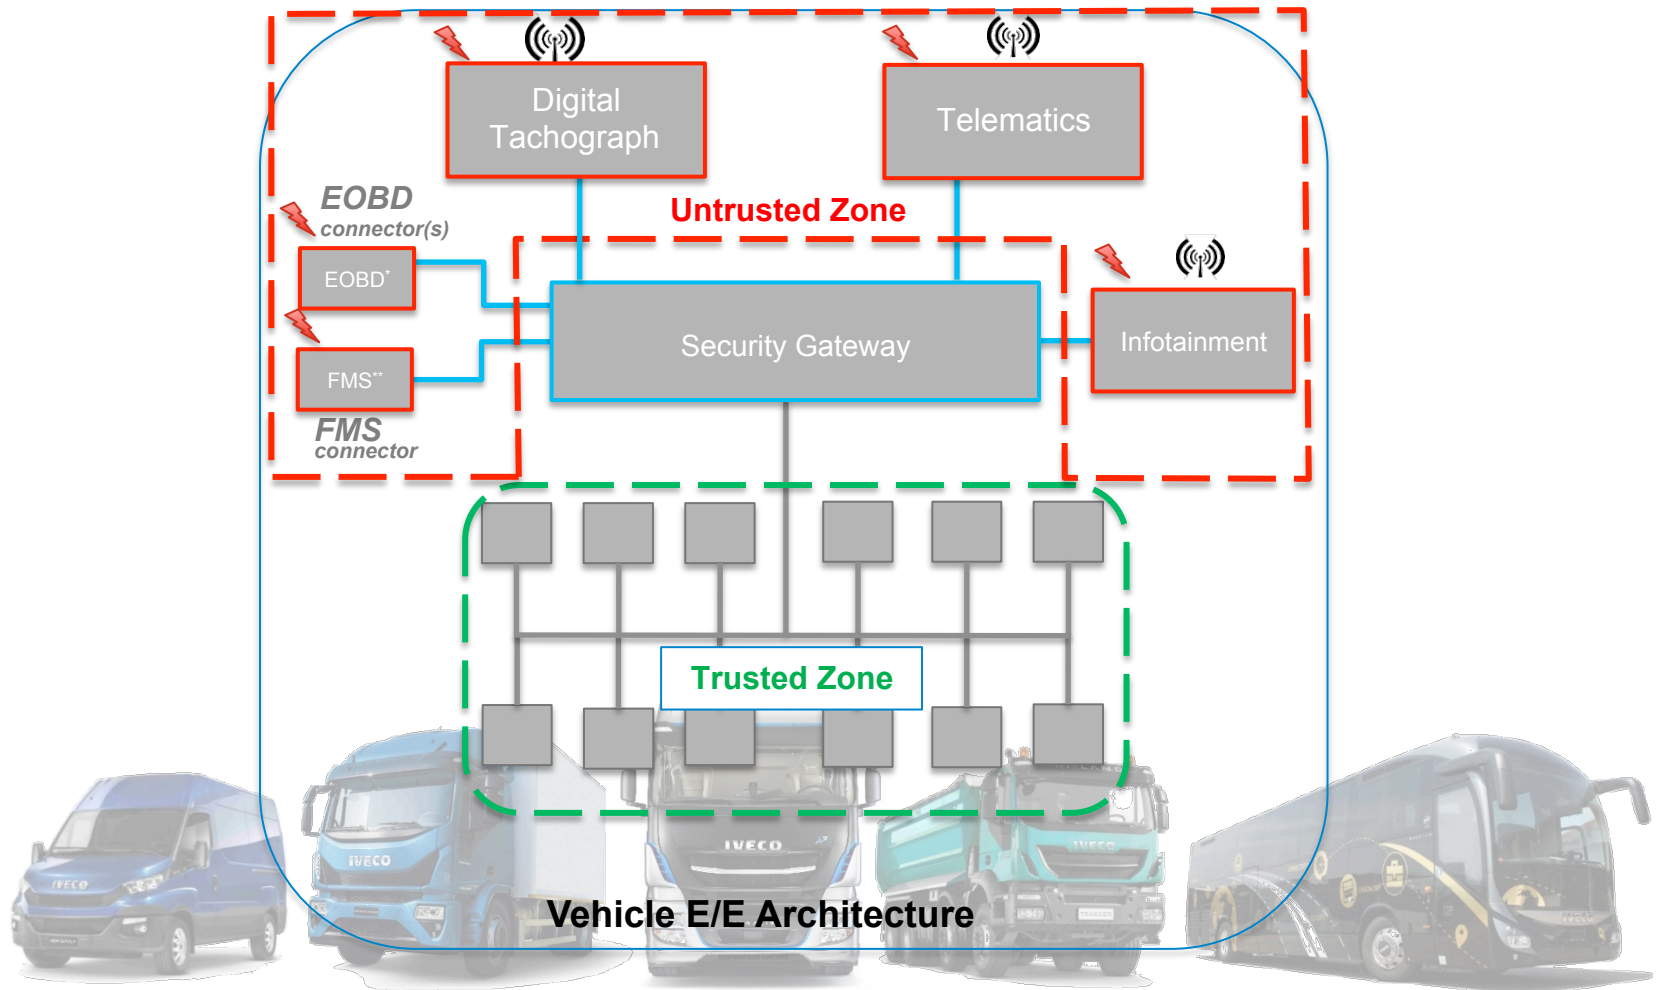 Digital
Tachograph
Telematics
EOBD
connector(s)
Untrusted Zone
EOBD*
Security Gateway
Infotainment
FMS**
FMS
connector
Trusted Zone
IVECO
IVECO
IVECO
IVECO
IVECO
Vehicle E/E Architecture